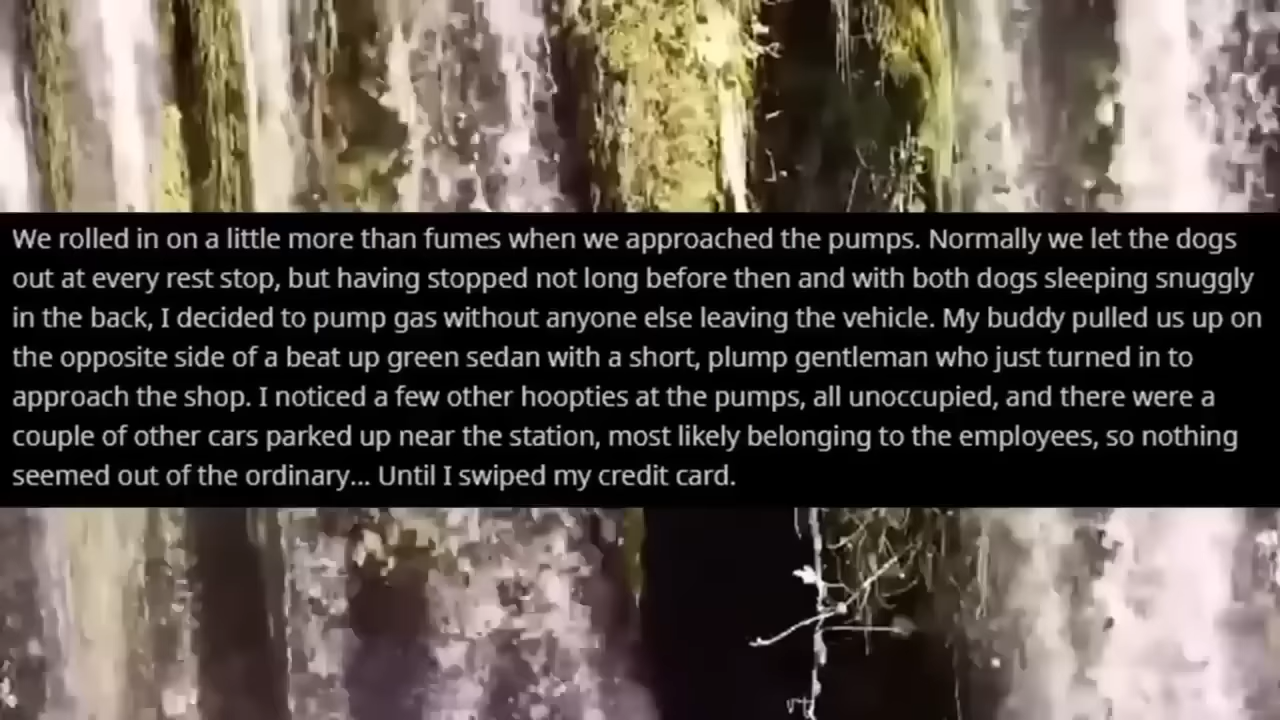 We rolled in on a little more than fumes when we approached the pumps. Normally we let the dogs
out at every rest stop, but having stopped not long before then and with both dogs sleeping snuggly
in the back, I decided to pump gas without anyone else leaving the vehicle. My buddy pulled us up on
the opposite side of a beat up green sedan with a short, plump gentleman who just turned in to
approach the shop. I noticed a few other hoopties at the pumps, all unoccupied, and there were a
couple of other cars parked up near the station, most likely belonging to the employees, so nothing
seemed out of the ordinary... Until I swiped my credit card.